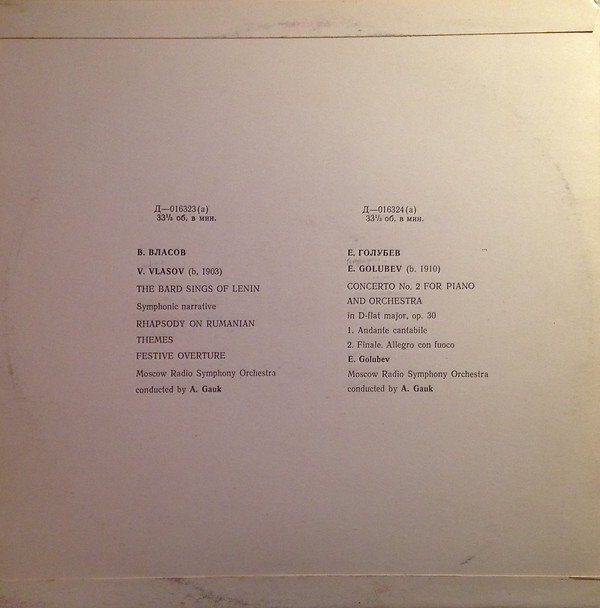 Д—016323(а)
33⅓ об. в мин.
В. ВЛАСОВ
V. VLASOV (b, 1903)
THE BARD SINGS OF LENIN
Symphonic narrative
RHAPSODY ON RUMANIAN
THEMES
FESTIVE OVERTURE
Moscow Radio Symphony Orchestra
conducted by A. Gauk
Д—016324(а)
33⅓ об. в мин.
Е. ГОЛУБЕВ
E. GOLUBEV (b. 1910)
CONCERTO No. 2 FOR PIANO
AND ORCHESTRA
in D-flat major, op. 30
1. Andante cantabile
2. Finale. Allegro con fuoco
E. Golubev
Moscow Radio Symphony Orchestra
conducted by A. Gauk